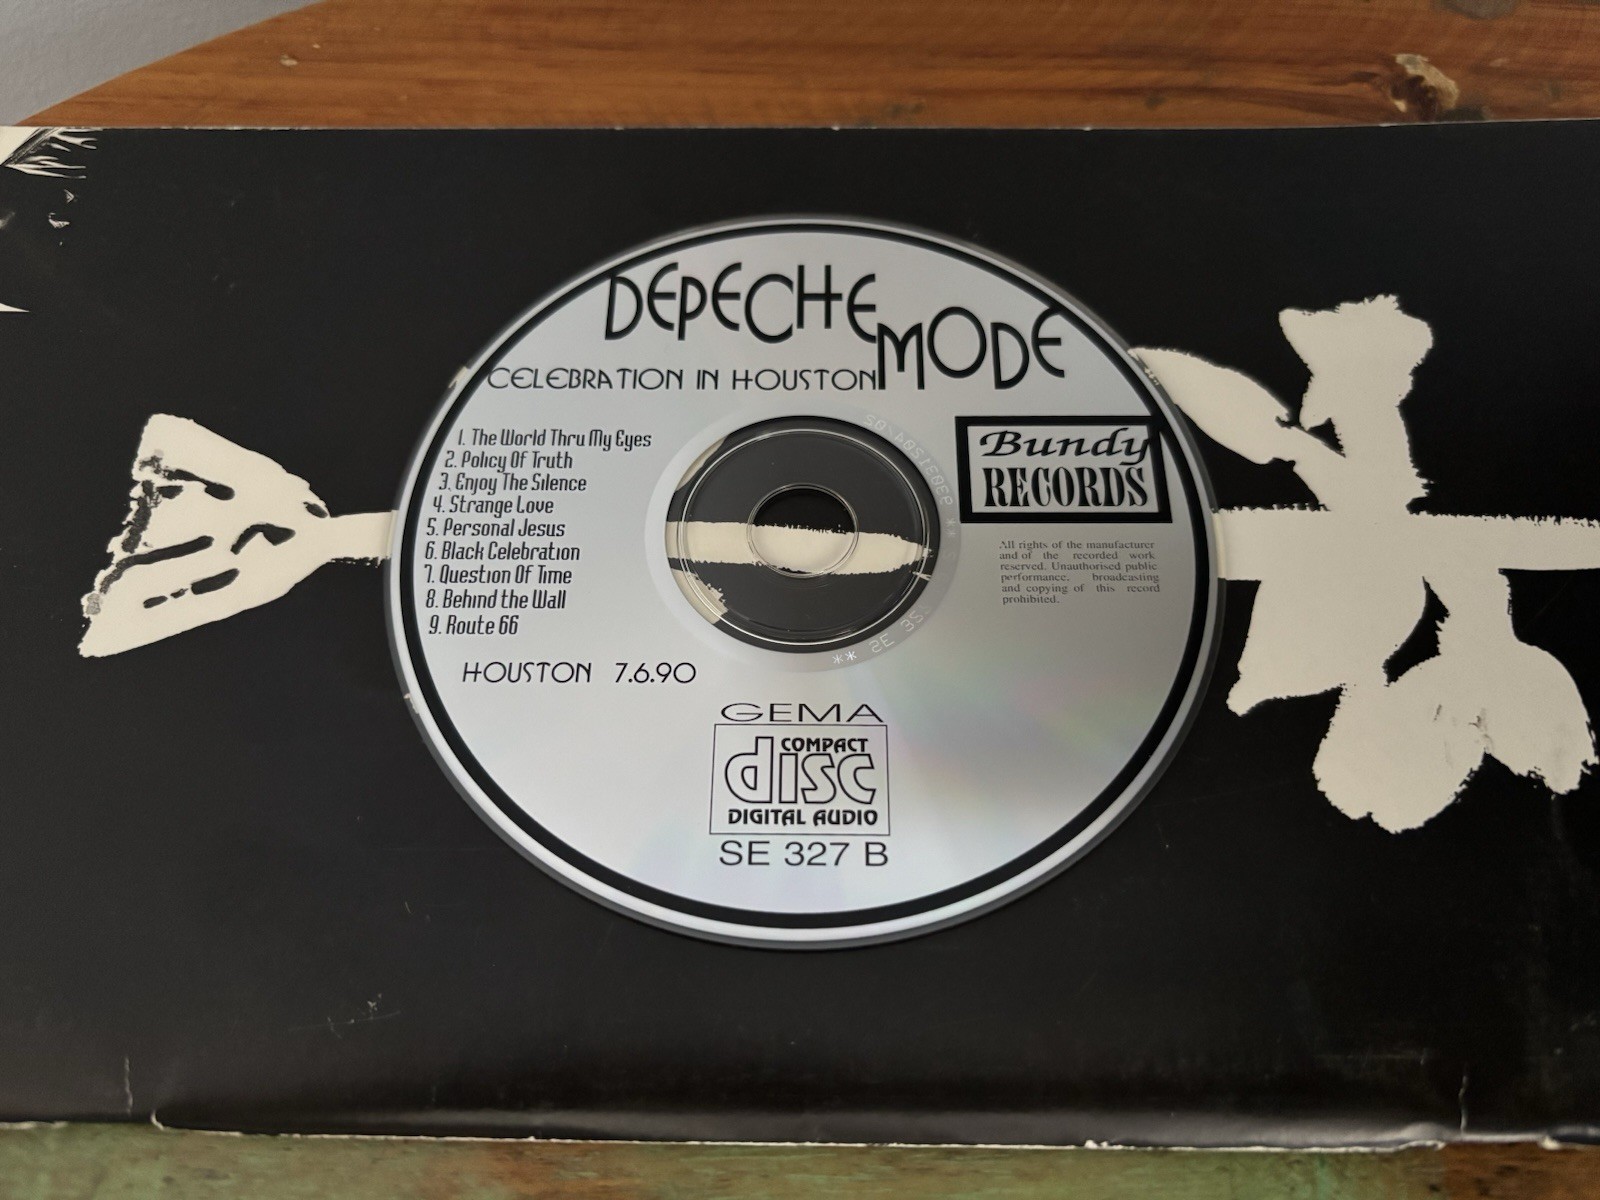 DEPECHE MODE
CELEBRATION IN HOUSTON
1. The World Thru My Eyes
2. Policy Of Truth
3. Enjoy The Silence
4. Strange Love
5. Personal Jesus
6. Black Celebration
7. Question Of Time
8. Behind the Wall
9. Route 66
HOUSTON 7.6.90
Bundy
RECORDS
All rights of the manufacturer
and of the recorded work
reserved. Unauthorised public
performance, broadcasting
and copying of this record
prohibited.
GEMA
COMPACT
disc
DIGITAL AUDIO
SE 327 B